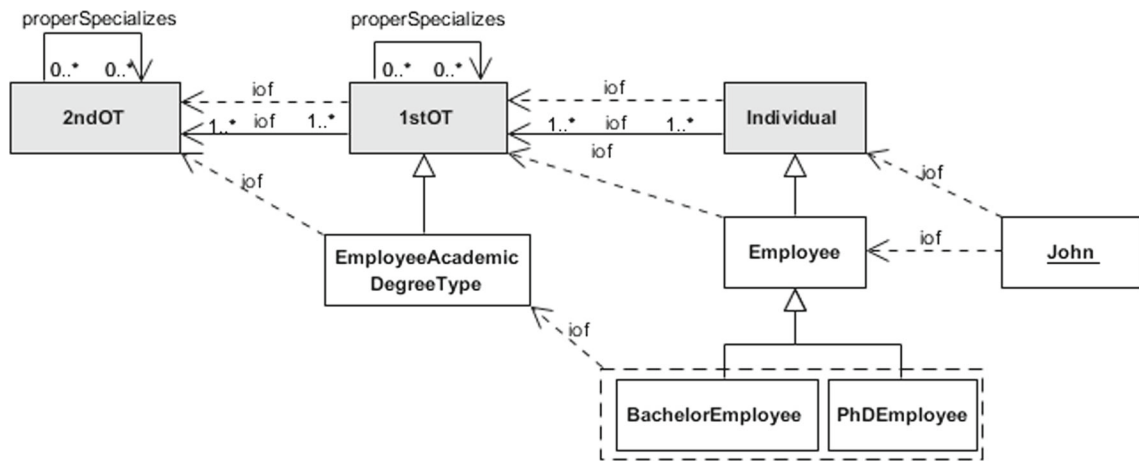 properSpecializes
properSpecializes
0..* 0..*
0..* 0..*
2ndOT
iof
1stOT
iof
Individual
1..* iof 1..*
1..* iof 1..*
iof
iof
iof
EmployeeAcademic
DegreeType
Employee
iof
John
iof
BachelorEmployee
PhDEmployee